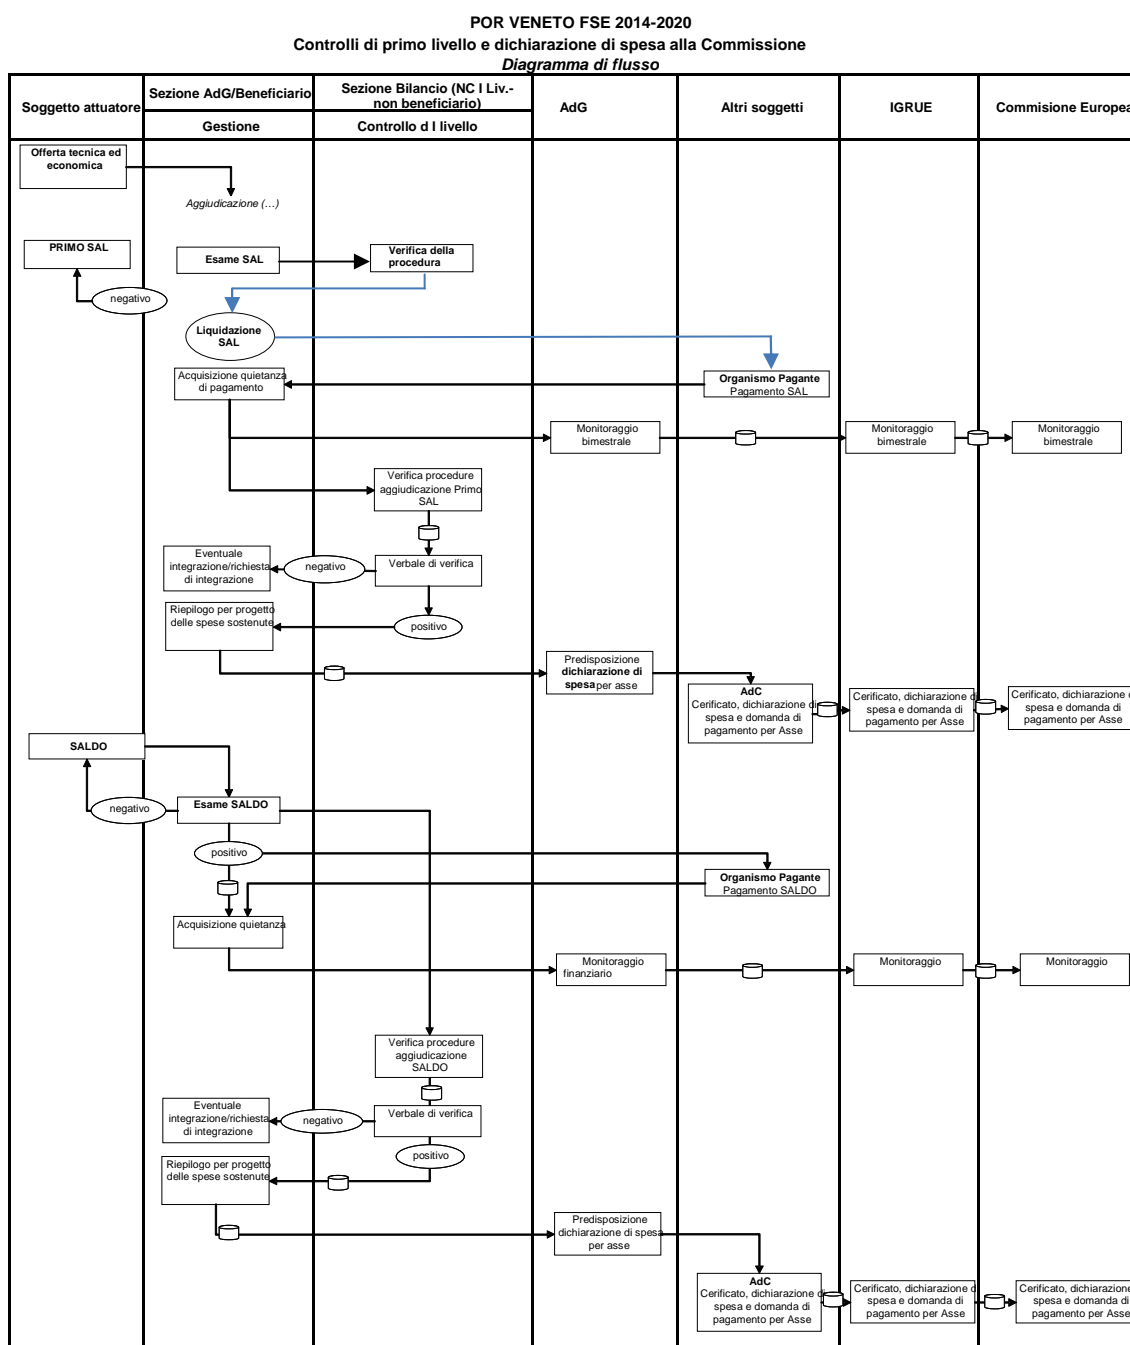 POR VENETO FSE 2014-2020
Controlli di primo livello e dichiarazione di spesa alla Commissione
Diagramma di flusso
Soggetto attuatore
Sezione AdG/Beneficiario
Gestione
Sezione Bilancio (NC I Liv.-
non beneficiario)
Controllo d I livello
AdG
Altri soggetti
IGRUE
Commisione Europea
Offerta tecnica ed
economica
Aggiudicazione (…)
PRIMO SAL
Esame SAL
Verifica della
procedura
negativo
Liquidazione
SAL
Acquisizione quietanza
di pagamento
Organismo Pagante
Pagamento SAL
Monitoraggio
bimestrale
Monitoraggio
bimestrale
Monitoraggio
bimestrale
Verifica procedure
aggiudicazione Primo
SAL
Eventuale
integrazione/richiesta
di integrazione
negativo
Verbale di verifica
Riepilogo per progetto
delle spese sostenute
positivo
Predisposizione
dichiarazione di
spesa per asse
AdC
Cerificato, dichiarazione di
spesa e domanda di
pagamento per Asse
Cerificato, dichiarazione di
spesa e domanda di
pagamento per Asse
Cerificato, dichiarazione d
spesa e domanda di
pagamento per Asse
SALDO
negativo
Esame SALDO
positivo
Organismo Pagante
Pagamento SALDO
Acquisizione quietanza
Monitoraggio
finanziario
Monitoraggio
Monitoraggio
Verifica procedure
aggiudicazione
SALDO
Eventuale
integrazione/richiesta
di integrazione
negativo
Verbale di verifica
positivo
Riepilogo per progetto
delle spese sostenute
Predisposizione
dichiarazione di spesa
per asse
AdC
Cerificato, dichiarazione di
spesa e domanda di
pagamento per Asse
Cerificato, dichiarazione di
spesa e domanda di
pagamento per Asse
Cerificato, dichiarazione d
spesa e domanda di
pagamento per Asse